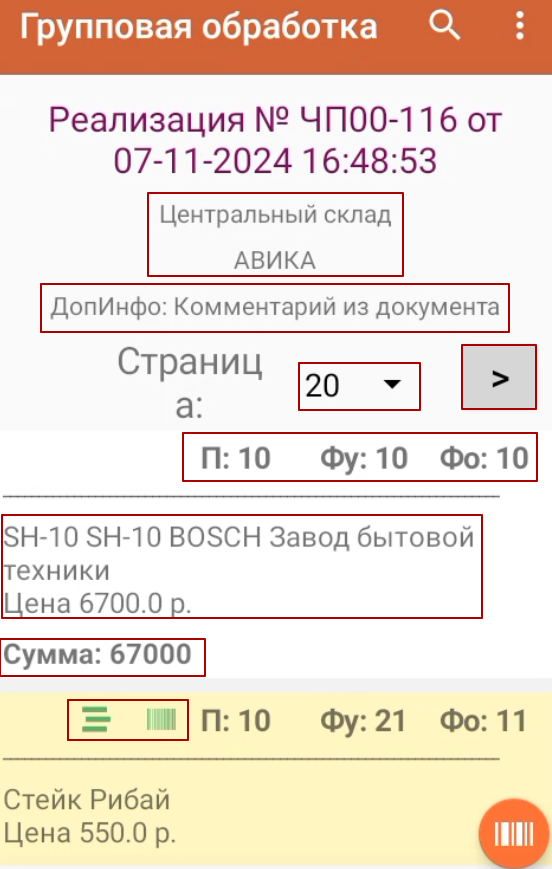 Групповая обработка
Реализация № ЧП00-116 от
07-11-2024 16:48:53
Центральный склад
АВИКА
ДопИнфо: Комментарий из документа
Страниц
а:
20
>
П: 10 Фу: 10 Фо: 10
SH-10 SH-10 BOSCH Завод бытовой
техники
Цена 6700.0 р.
Сумма: 67000
П: 10 Фу: 21 Фо: 11
Стейк Рибай
Цена 550.0 р.